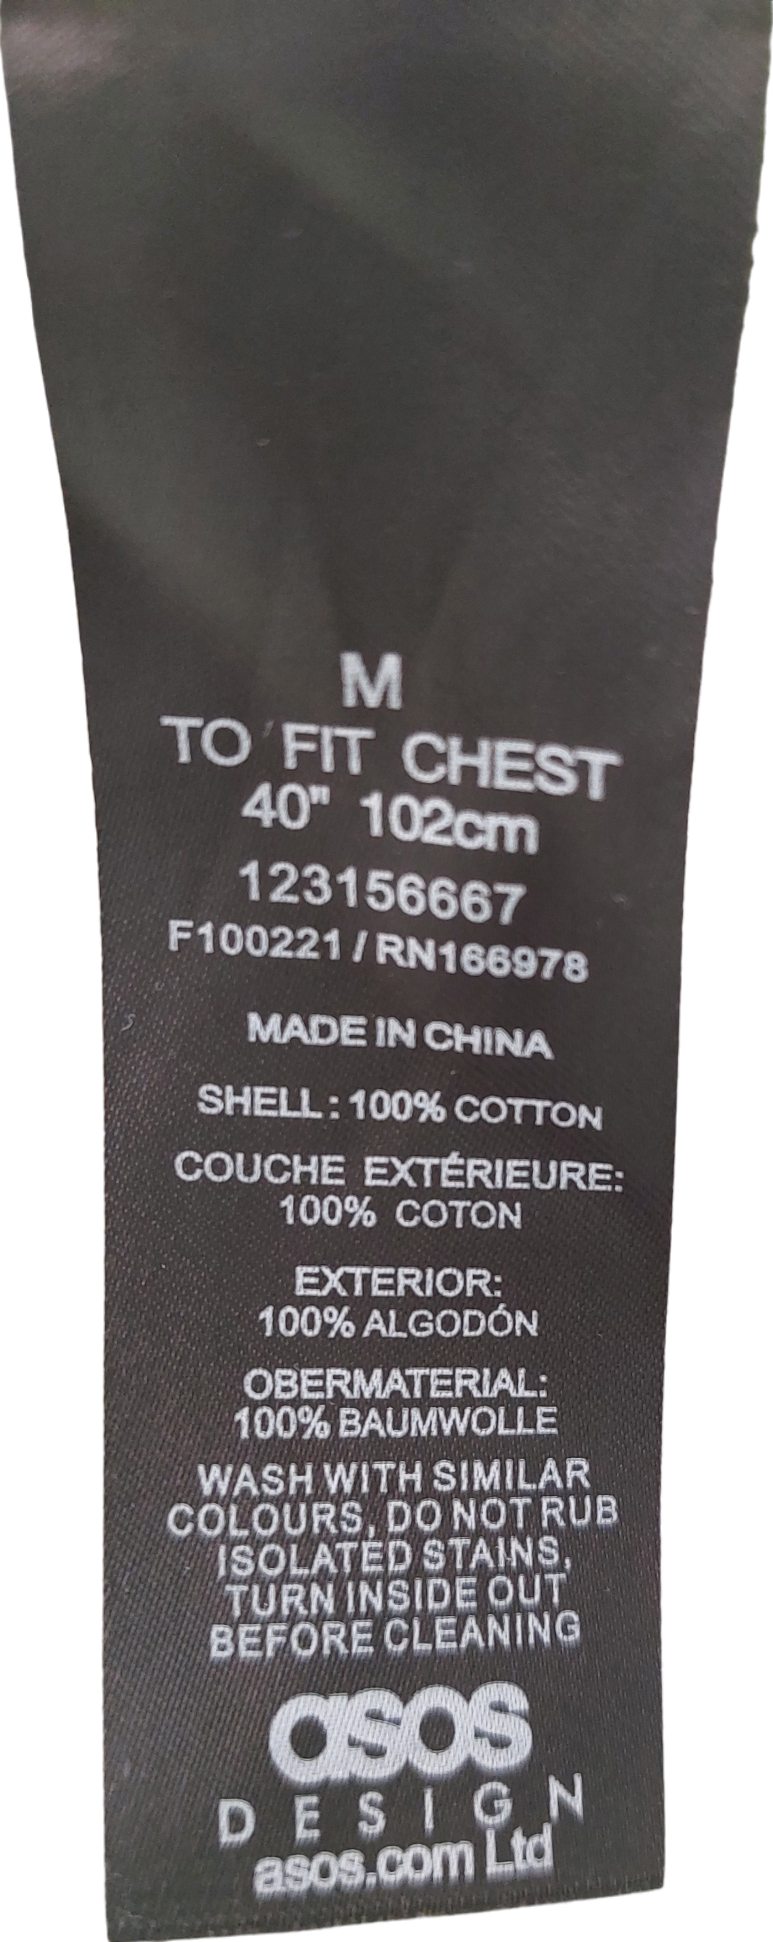 M
TO FIT CHEST
40" 102cm
123156667
F100221 / RN166978
MADE IN CHINA
SHELL : 100% COTTON
COUCHE EXTÉRIEURE:
100% COTON
EXTERIOR:
100% ALGODÓN
OBERMATERIAL:
100% BAUMWOLLE
WASH WITH SIMILAR
COLOURS, DO NOT RUB
ISOLATED STAINS,
TURN INSIDE OUT
BEFORE CLEANING
asos
DESIGN
asos.com Ltd